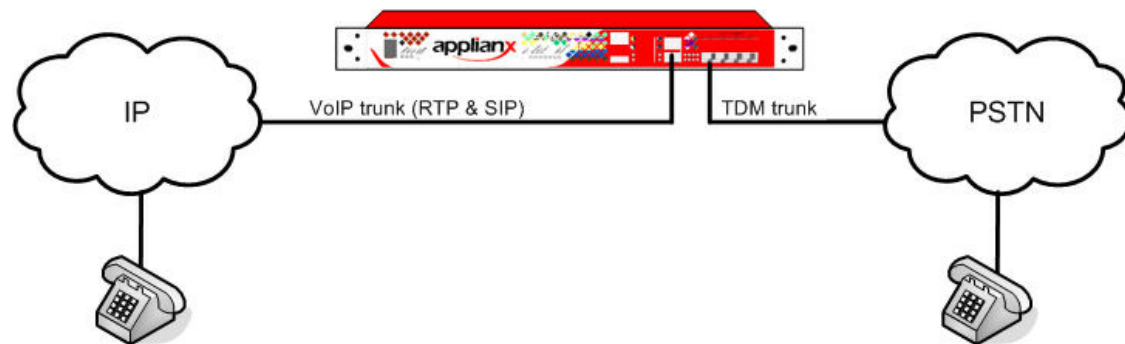 applianx
IP
VoIP trunk (RTP & SIP)
TDM trunk
PSTN